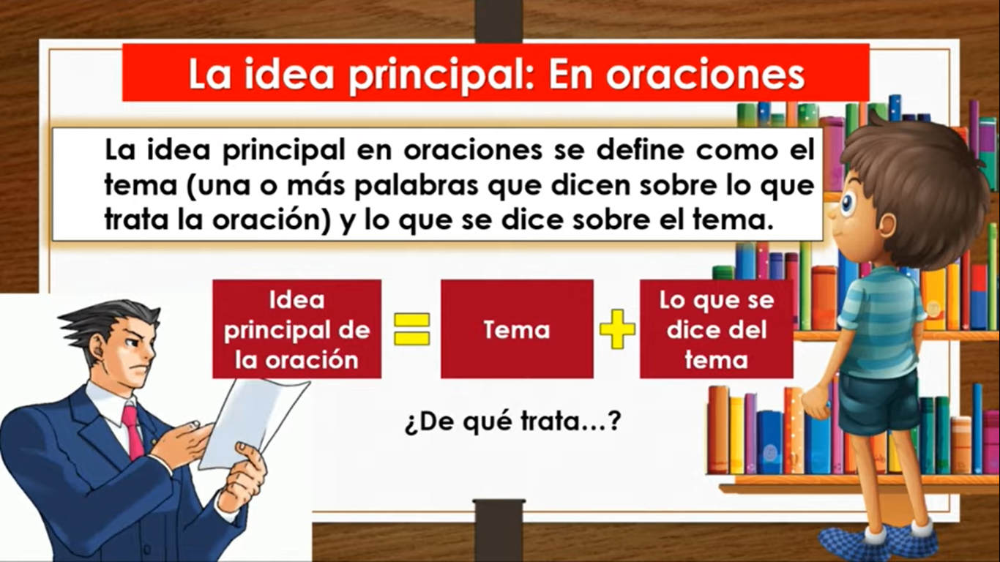 La idea principal: En oraciones
La idea principal en oraciones se define como el
tema (una o más palabras que dicen sobre lo que
trata la oración) y lo que se dice sobre el tema.
Idea
principal de
la oración
=
Tema
+
Lo que se
dice del
tema
¿De qué trata...?